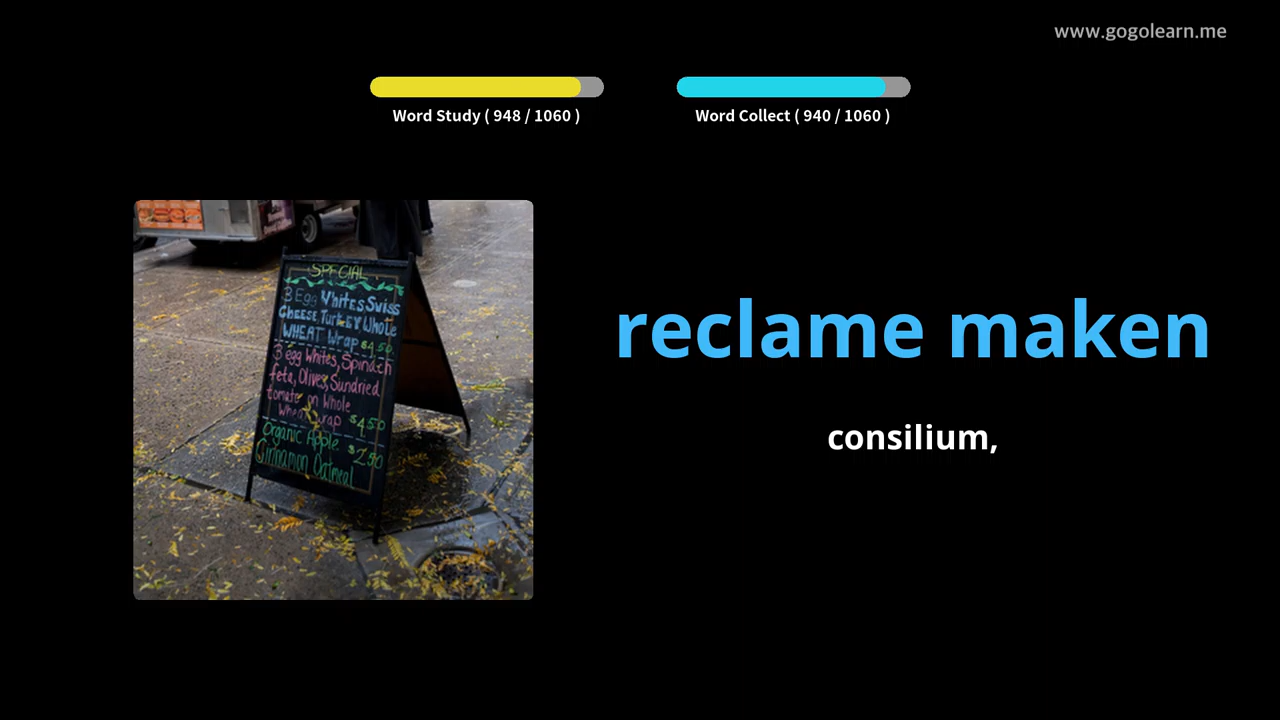 www.gogolearn.me
Word Study ( 948 / 1060 )
Word Collect ( 940 / 1060 )
SPECIAL
3 Egg Whites, Swiss
Cheese, Turkey Whole
WHEAT Wrap $4.50
3 egg Whites, Spinach
feta, Olives, Sundried
tomato on Whole
Wheat Wrap $4.50
Organic Apple
Cinnamon Oatmeal $2.50
reclame maken
consilium,